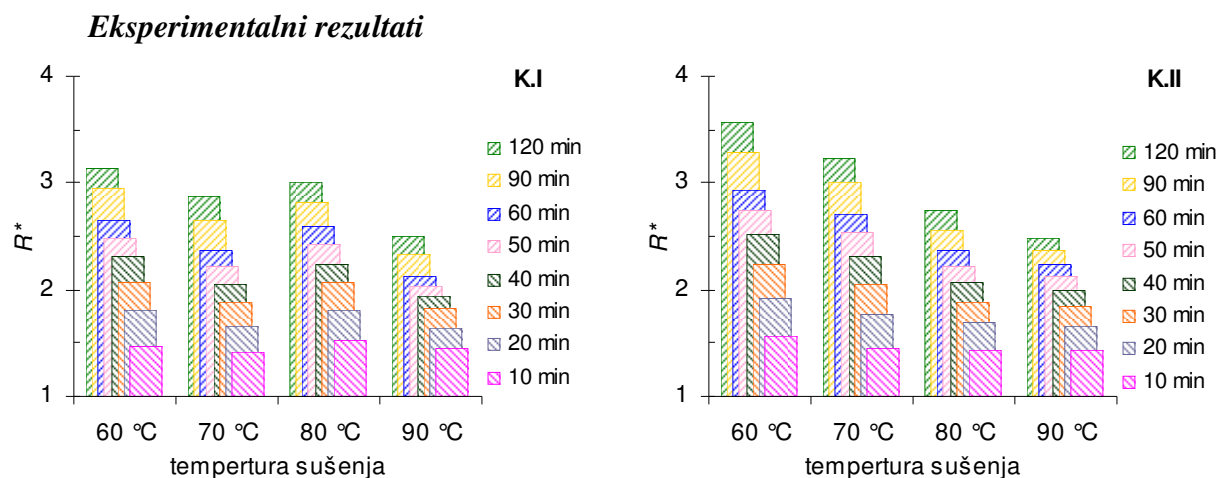 Eksperimentalni rezultati
K.I
4
3
2
1
R*
120 min
90 min
60 min
50 min
40 min
30 min
20 min
10 min
60 °C 70 °C 80 °C 90 °C
tempertura sušenja
K.II
4
3
2
1
R*
120 min
90 min
60 min
50 min
40 min
30 min
20 min
10 min
60 °C 70 °C 80 °C 90 °C
tempertura sušenja